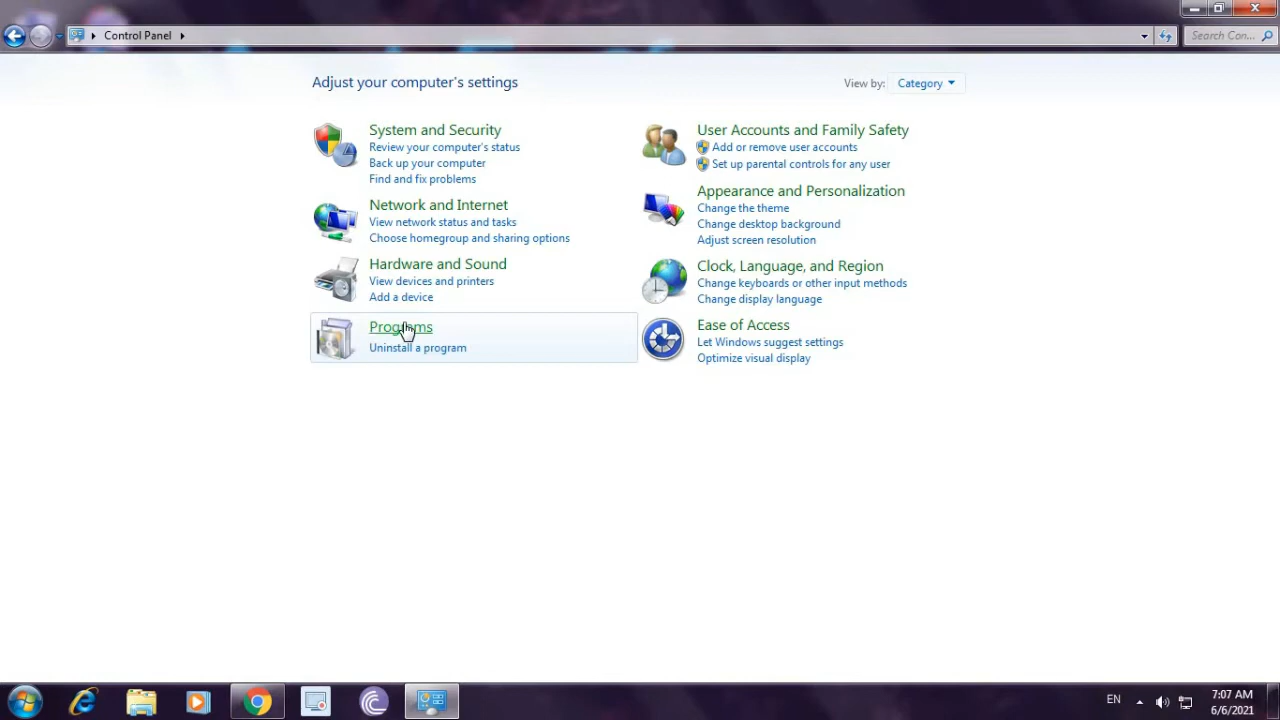 Control Panel
Search Con...
Adjust your computer's settings
View by: Category
System and Security
Review your computer's status
Back up your computer
Find and fix problems
Network and Internet
View network status and tasks
Choose homegroup and sharing options
Hardware and Sound
View devices and printers
Add a device
Programs
Uninstall a program
User Accounts and Family Safety
Add or remove user accounts
Set up parental controls for any user
Appearance and Personalization
Change the theme
Change desktop background
Adjust screen resolution
Clock, Language, and Region
Change keyboards or other input methods
Change display language
Ease of Access
Let Windows suggest settings
Optimize visual display
EN
7:07 AM
6/6/2021